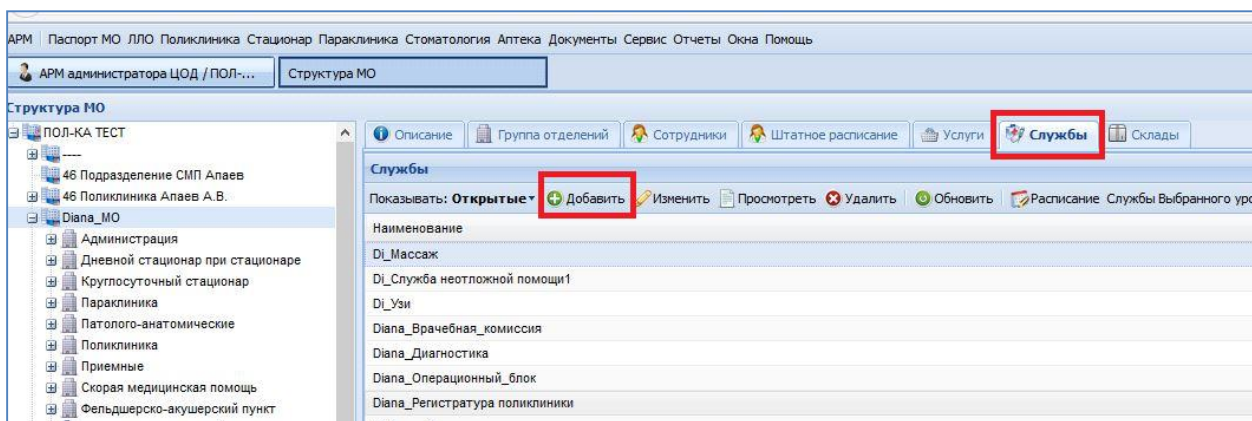 АРМ Паспорт МО ЛЛО Поликлиника Стационар Параклиника Стоматология Аптека Документы Сервис Отчеты Окна Помощь
АРМ администратора ЦОД / ПОЛ-... Структура МО
Структура МО
ПОЛ-КА ТЕСТ
----
46 Подразделение СМП Апаев
46 Поликлиника Апаев А.В.
Diana_МО
Администрация
Дневной стационар при стационаре
Круглосуточный стационар
Параклиника
Патолого-анатомические
Поликлиника
Приемные
Скорая медицинская помощь
Фельдшерско-акушерский пункт
Описание Группа отделений Сотрудники Штатное расписание Услуги Службы Склады
Службы
Показывать: Открытые Добавить Изменить Просмотреть Удалить Обновить Расписание Службы Выбранного уро
Наименование
Di_Массаж
Di_Служба неотложной помощи1
Di_Узи
Diana_Врачебная_комиссия
Diana_Диагностика
Diana_Операционный_блок
Diana_Регистратура поликлиники